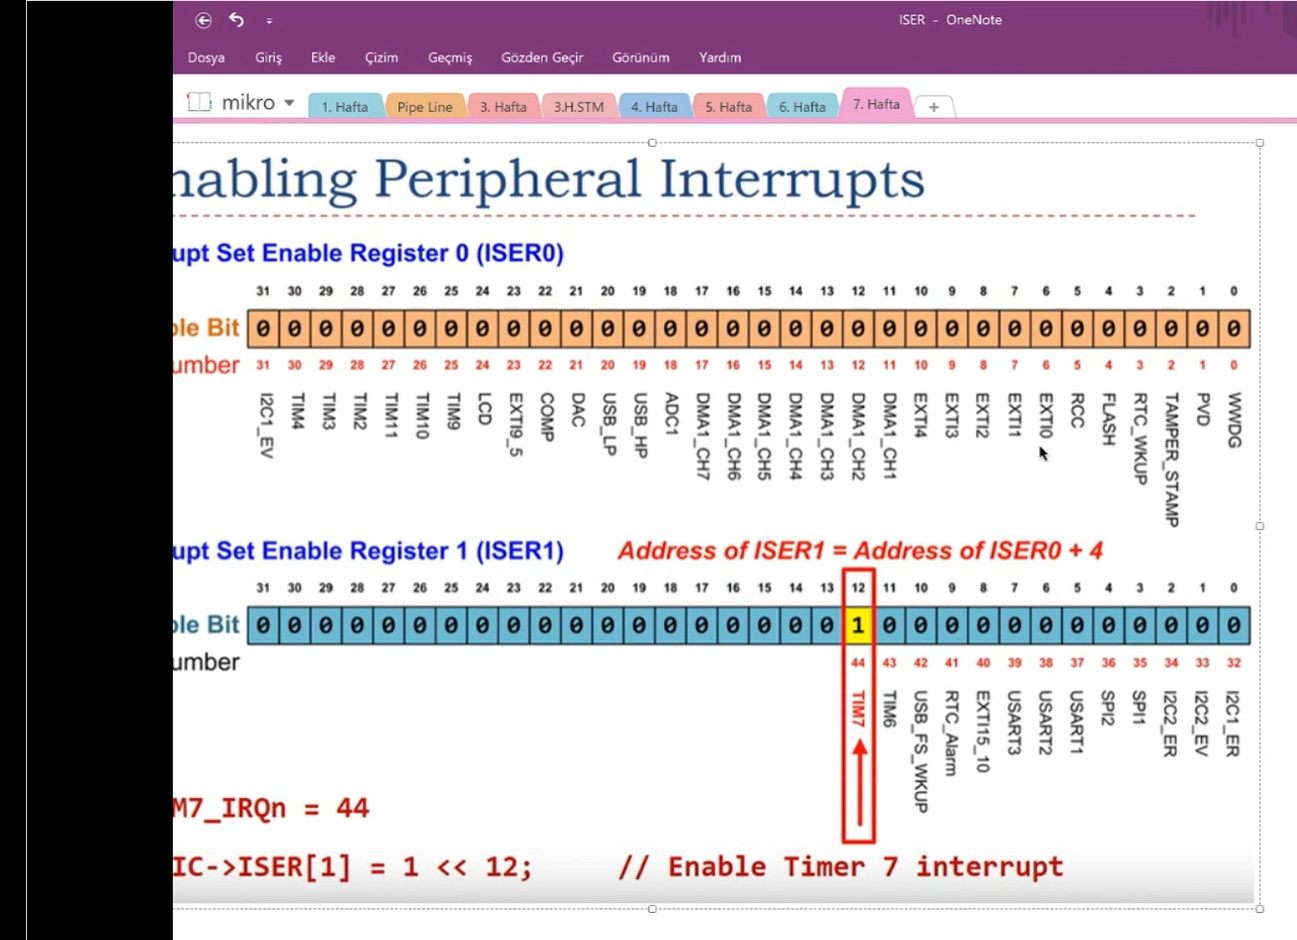 ISER - OneNote
Dosya Giriş Ekle Çizim Geçmiş Gözden Geçir Görünüm Yardım
mikro 1. Hafta Pipe Line 3. Hafta 3.H.STM 4. Hafta 5. Hafta 6. Hafta 7. Hafta +
nabling Peripheral Interrupts
upt Set Enable Register 0 (ISER0)
31 30 29 28 27 26 25 24 23 22 21 20 19 18 17 16 15 14 13 12 11 10 9 8 7 6 5 4 3 2 1 0
ble Bit 0 0 0 0 0 0 0 0 0 0 0 0 0 0 0 0 0 0 0 0 0 0 0 0 0 0 0 0 0 0 0 0
umber 31 30 29 28 27 26 25 24 23 22 21 20 19 18 17 16 15 14 13 12 11 10 9 8 7 6 5 4 3 2 1 0
I2C1_EV TIM4 TIM3 TIM2 TIM11 TIM10 TIM9 LCD EXTI9_5 COMP DAC USB_LP USB_HP ADC1 DMA1_CH7 DMA1_CH6 DMA1_CH5 DMA1_CH4 DMA1_CH3 DMA1_CH2 DMA1_CH1 EXTI4 EXTI3 EXTI2 EXTI1 EXTI0 RCC FLASH RTC_WKUP TAMPER_STAMP PVD WWDG
upt Set Enable Register 1 (ISER1) Address of ISER1 = Address of ISER0 + 4
31 30 29 28 27 26 25 24 23 22 21 20 19 18 17 16 15 14 13 12 11 10 9 8 7 6 5 4 3 2 1 0
ble Bit 0 0 0 0 0 0 0 0 0 0 0 0 0 0 0 0 0 0 0 1 0 0 0 0 0 0 0 0 0 0 0 0
umber 44 43 42 41 40 39 38 37 36 35 34 33 32
TIM7 TIM6 USB_FS_WKUP RTC_Alarm EXTI15_10 USART3 USART2 USART1 SPI2 SPI1 I2C2_ER I2C2_EV I2C1_ER
M7_IRQn = 44
IC->ISER[1] = 1 << 12; // Enable Timer 7 interrupt